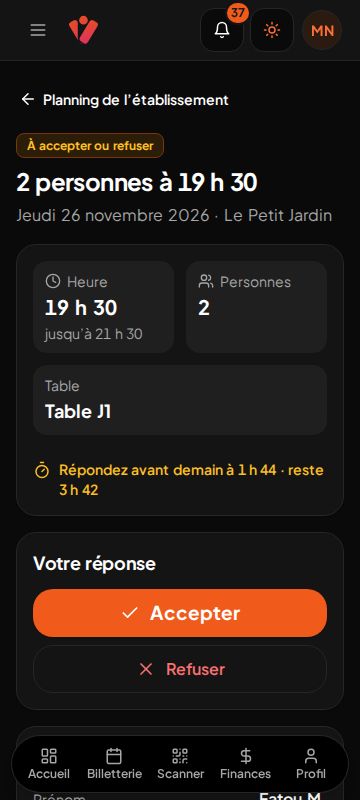 37
MN
Planning de l'établissement
À accepter ou refuser
2 personnes à 19 h 30
Jeudi 26 novembre 2026 · Le Petit Jardin
Heure
19 h 30
jusqu'à 21 h 30
Personnes
2
Table
Table J1
Répondez avant demain à 1 h 44 · reste
3 h 42
Votre réponse
Accepter
Refuser
Accueil
Billetterie
Scanner
Finances
Profil
Prénom
Fatou M.